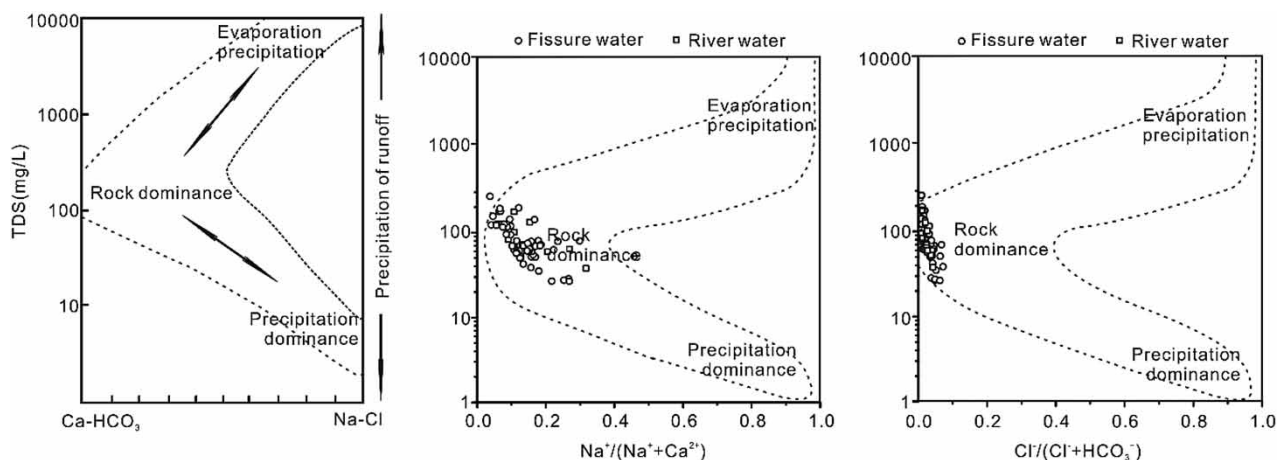 10000
1000
100
10
TDS(mg/L)
Evaporation
precipitation
Rock dominance
Precipitation
dominance
Ca-HCO₃
Na-Cl
Precipitation of runoff
Fissure water
River water
10000
1000
100
10
1
Evaporation
precipitation
Rock
dominance
Precipitation
dominance
0.0
0.2
0.4
0.6
0.8
1.0
Na⁺/(Na⁺+Ca²⁺)
Fissure water
River water
10000
1000
100
10
1
Evaporation
precipitation
Rock
dominance
Precipitation
dominance
0.0
0.2
0.4
0.6
0.8
1.0
Cl⁻/(Cl⁻+HCO₃⁻)